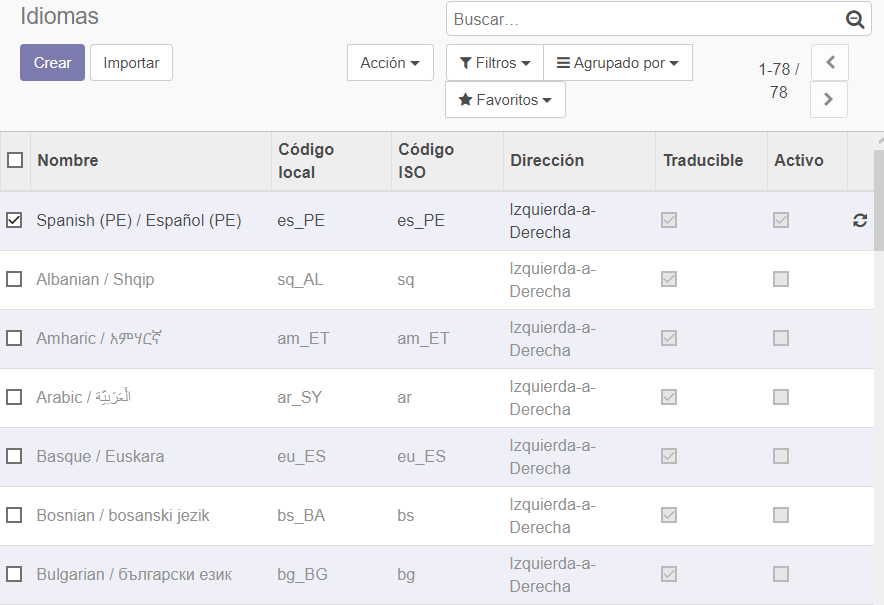 Idiomas
Buscar...
Crear
Importar
Acción
Filtros
Agrupado por
Favoritos
1-78 /
78
Nombre
Código
local
Código
ISO
Dirección
Traducible
Activo
Spanish (PE) / Español (PE)
es_PE
es_PE
Izquierda-a-
Derecha
Albanian / Shqip
sq_AL
sq
Izquierda-a-
Derecha
Amharic / አምሃርኛ
am_ET
am_ET
Izquierda-a-
Derecha
Arabic / الْعَرَبيّة
ar_SY
ar
Izquierda-a-
Derecha
Basque / Euskara
eu_ES
eu_ES
Izquierda-a-
Derecha
Bosnian / bosanski jezik
bs_BA
bs
Izquierda-a-
Derecha
Bulgarian / български език
bg_BG
bg
Izquierda-a-
Derecha